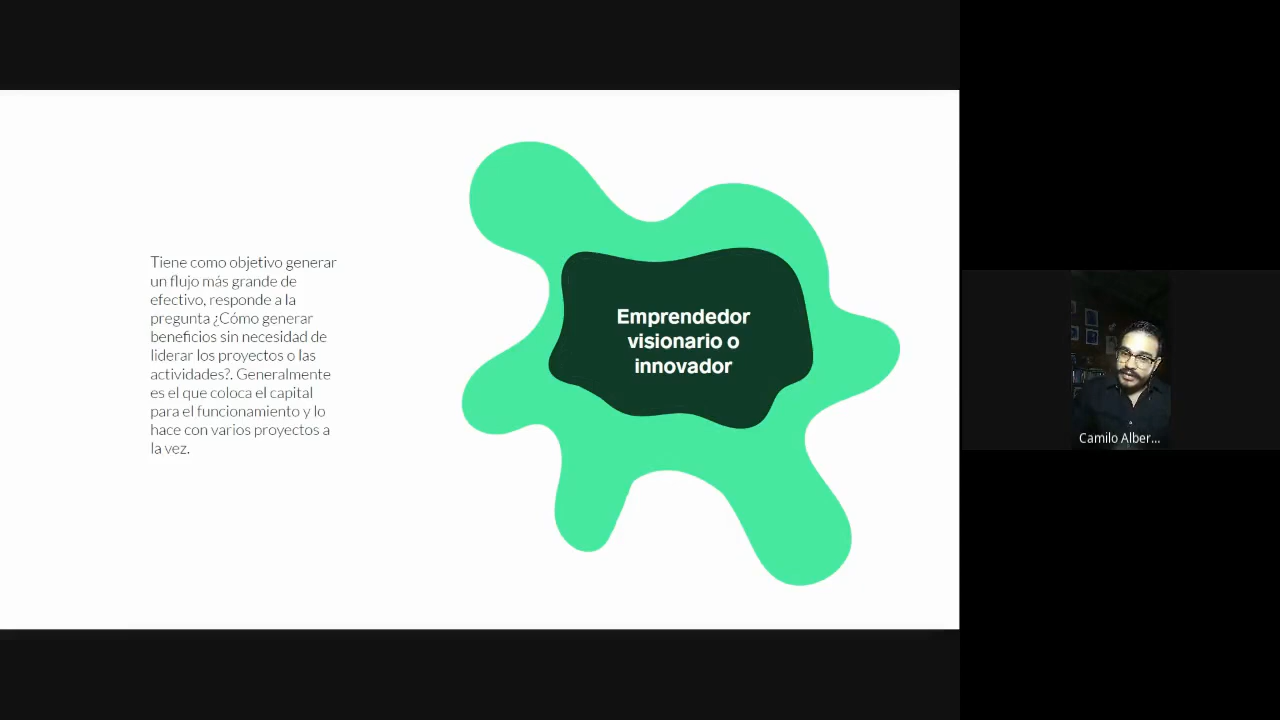 Tiene como objetivo generar
un flujo más grande de
efectivo, responde a la
pregunta ¿Cómo generar
beneficios sin necesidad de
liderar los proyectos o las
actividades?. Generalmente
es el que coloca el capital
para el funcionamiento y lo
hace con varios proyectos a
la vez.
Emprendedor
visionario o
innovador
Camilo Alber...